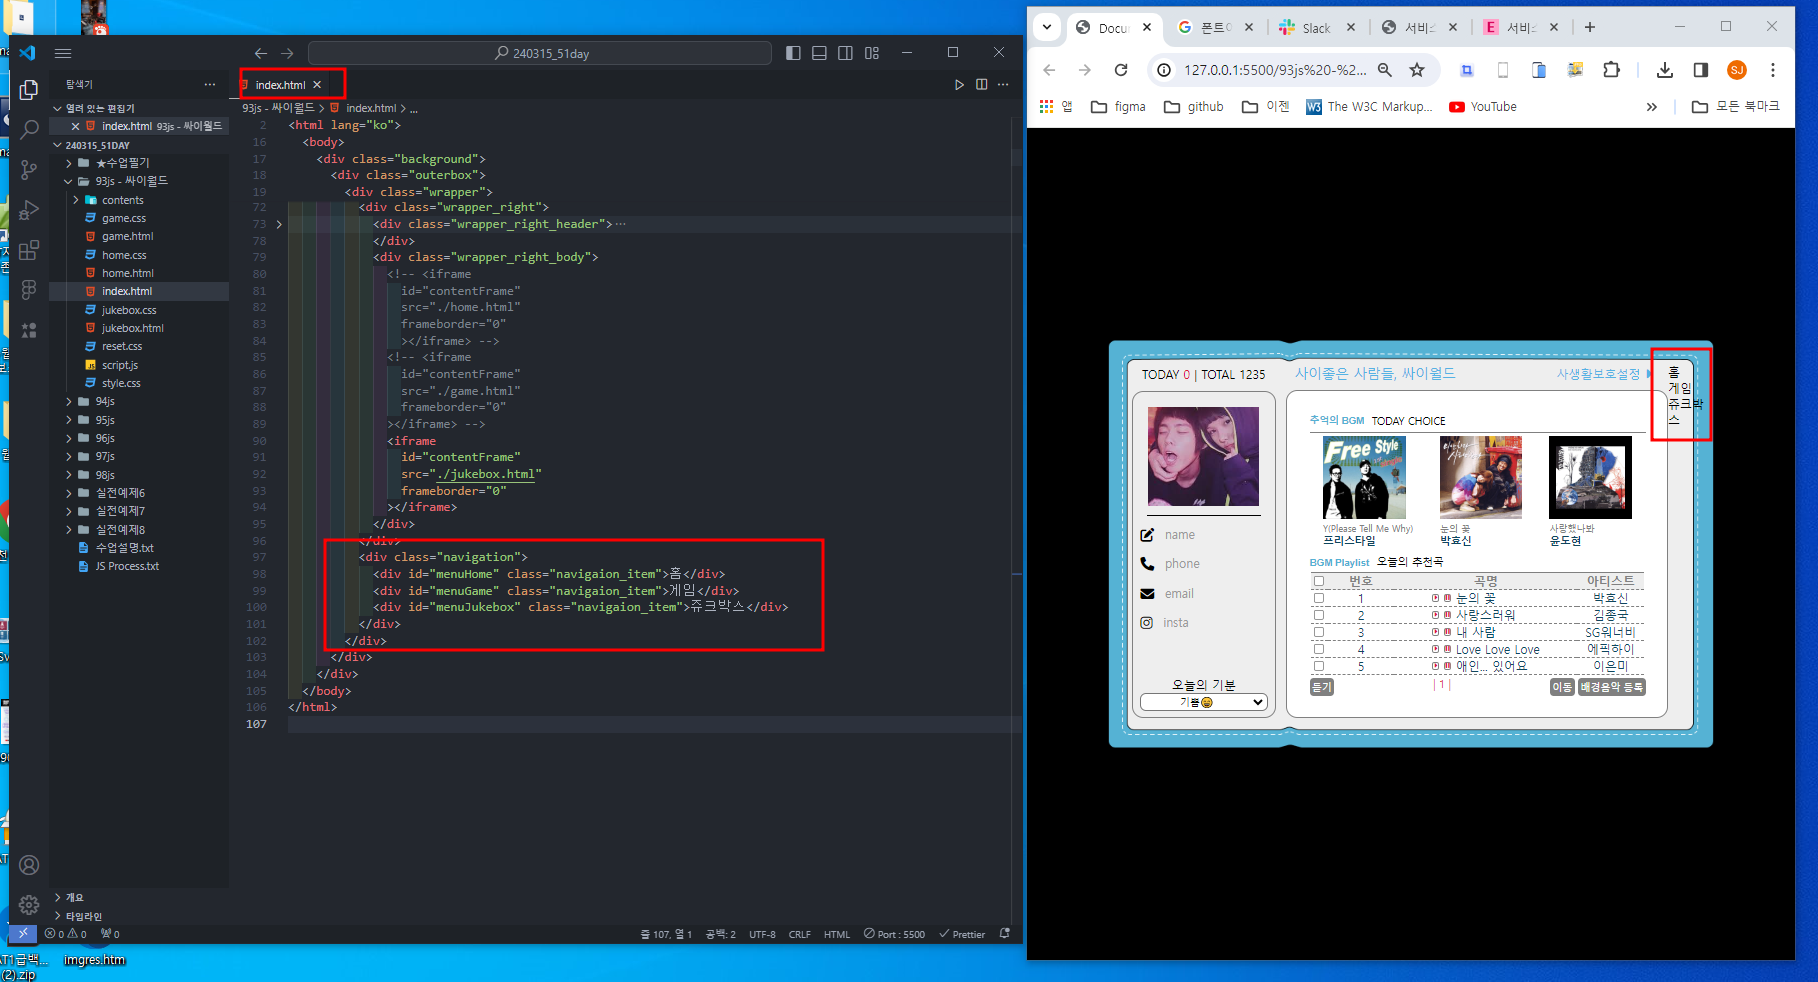 240315_51day
탐색기
열려 있는 편집기
index.html 93js - 싸이월드
240315_51DAY
★수업필기
93js - 싸이월드
contents
game.css
game.html
home.css
home.html
index.html
jukebox.css
jukebox.html
reset.css
script.js
style.css
94js
95js
96js
97js
98js
실전예제6
실전예제7
실전예제8
수업설명.txt
JS Process.txt
개요
타임라인
index.html
93js - 싸이월드 > index.html > ...
2 <html lang="ko">
16 <body>
17 <div class="background">
18 <div class="outerbox">
19 <div class="wrapper">
72 <div class="wrapper_right">
73 <div class="wrapper_right_header">…
78 </div>
79 <div class="wrapper_right_body">
80 <!-- <iframe
81 id="contentFrame"
82 src="./home.html"
83 frameborder="0"
84 ></iframe> -->
85 <!-- <iframe
86 id="contentFrame"
87 src="./game.html"
88 frameborder="0"
89 ></iframe> -->
90 <iframe
91 id="contentFrame"
92 src="./jukebox.html"
93 frameborder="0"
94 ></iframe>
95 </div>
96 </div>
97 <div class="navigation">
98 <div id="menuHome" class="navigaion_item">홈</div>
99 <div id="menuGame" class="navigaion_item">게임</div>
100 <div id="menuJukebox" class="navigaion_item">쥬크박스</div>
101 </div>
102 </div>
103 </div>
104 </div>
105 </body>
106 </html>
107
0 0 0
줄 107, 열 1 공백: 2 UTF-8 CRLF HTML Port : 5500 Prettier
imgres.htm
(2).zip
Docu
폰트
Slack
서비
서비
127.0.0.1:5500/93js%20-%2...
SJ
앱 figma github 이젠 The W3C Markup... YouTube » 모든 북마크
TODAY 0 | TOTAL 1235
사이좋은 사람들, 싸이월드
사생활보호설정
홈
게임
쥬크박
스
name
phone
email
insta
오늘의 기분
기쁨😄
추억의 BGM TODAY CHOICE
Free Style
Y(Please Tell Me Why)
프리스타일
눈의 꽃
박효신
사랑했나봐
윤도현
BGM Playlist 오늘의 추천곡
번호 곡명 아티스트
1 눈의 꽃 박효신
2 사랑스러워 김종국
3 내 사람 SG워너비
4 Love Love Love 에픽하이
5 애인... 있어요 이은미
듣기 | 1 | 이동 배경음악 등록